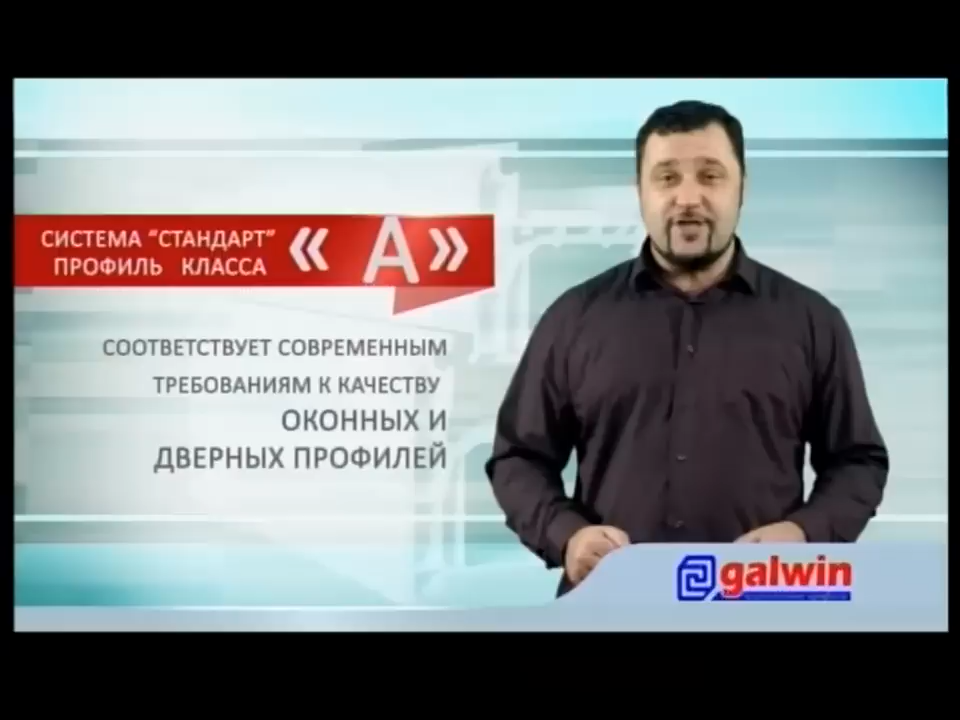 СИСТЕМА “СТАНДАРТ”
ПРОФИЛЬ КЛАССА « А »
СООТВЕТСТВУЕТ СОВРЕМЕННЫМ
ТРЕБОВАНИЯМ К КАЧЕСТВУ
ОКОННЫХ И
ДВЕРНЫХ ПРОФИЛЕЙ
galwin